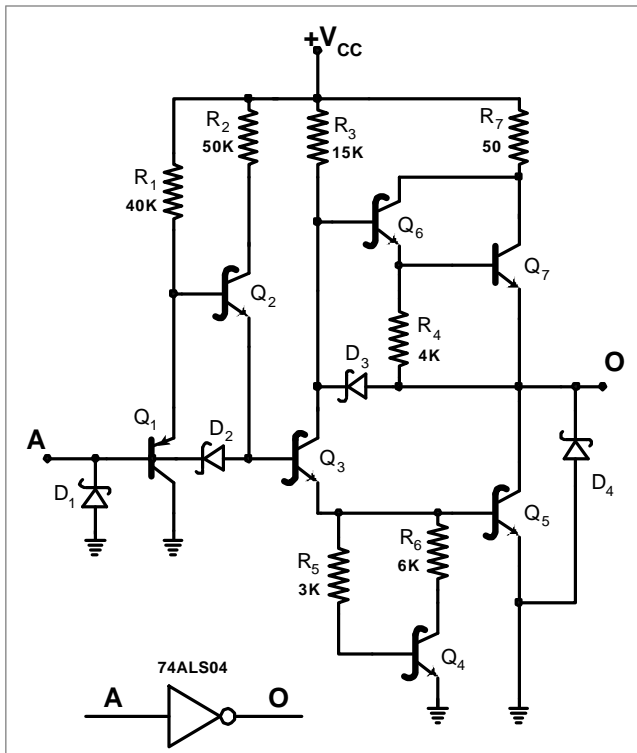 +VCC
R2
50K
R3
15K
R7
50
R1
40K
Q6
Q2
Q7
R4
4K
D3
O
Q1
A
D2
Q3
D1
D4
Q5
R5
3K
R6
6K
Q4
74ALS04
A
O